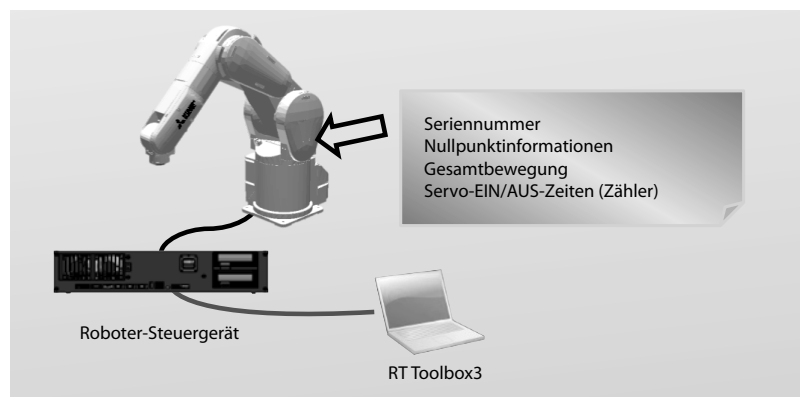 Seriennummer
Nullpunktinformationen
Gesamtbewegung
Servo-EIN/AUS-Zeiten (Zähler)
Roboter-Steuergerät
RT Toolbox3